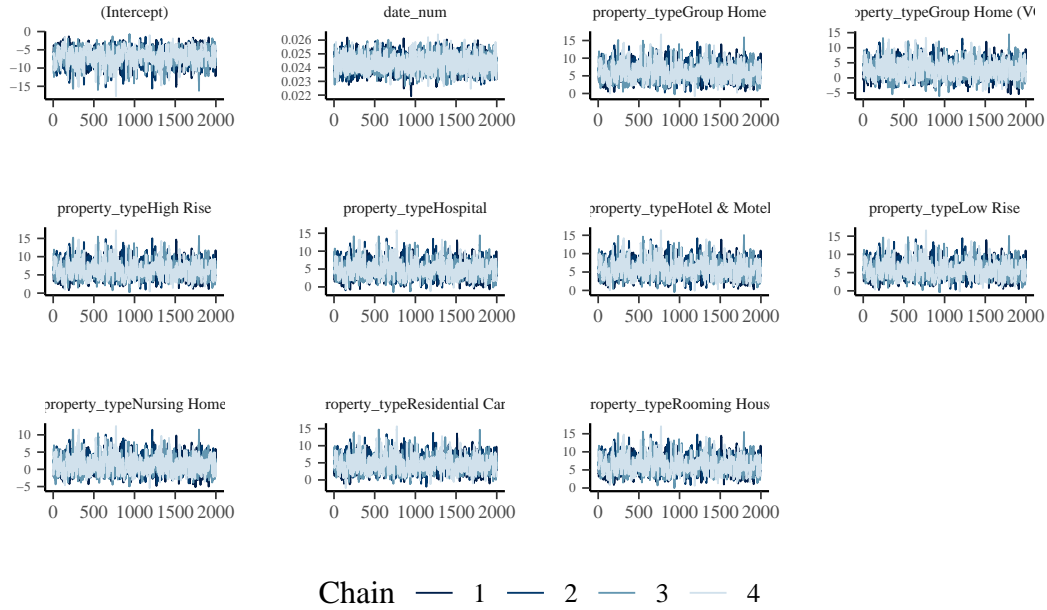 (Intercept) date_num property_typeGroup Home property_typeGroup Home (V
0 −5 −10 −15 0.026 0.025 0.024 0.023 0.022 15 10 5 0 15 10 5 0 −5
0 500 1000 1500 2000 0 500 1000 1500 2000 0 500 1000 1500 2000 0 500 1000 1500 2000
property_typeHigh Rise property_typeHospital property_typeHotel & Motel property_typeLow Rise
15 10 5 0 15 10 5 0 15 10 5 0 15 10 5 0
0 500 1000 1500 2000 0 500 1000 1500 2000 0 500 1000 1500 2000 0 500 1000 1500 2000
property_typeNursing Home roperty_typeResidential Car roperty_typeRooming Hous
10 5 0 −5 15 10 5 0 15 10 5 0
0 500 1000 1500 2000 0 500 1000 1500 2000 0 500 1000 1500 2000
Chain 1 2 3 4